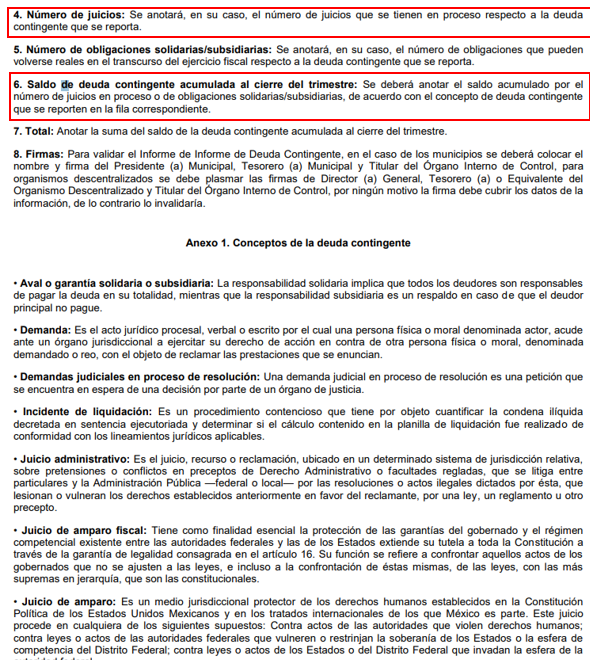 4. Número de juicios: Se anotará, en su caso, el número de juicios que se tienen en proceso respecto a la deuda
contingente que se reporta.
5. Número de obligaciones solidarias/subsidiarias: Se anotará, en su caso, el número de obligaciones que pueden
volverse reales en el transcurso del ejercicio fiscal respecto a la deuda contingente que se reporta.
6. Saldo de deuda contingente acumulada al cierre del trimestre: Se deberá anotar el saldo acumulado por el
número de juicios en proceso o de obligaciones solidarias/subsidiarias, de acuerdo con el concepto de deuda contingente
que se reporten en la fila correspondiente.
7. Total: Anotar la suma del saldo de la deuda contingente acumulada al cierre del trimestre.
8. Firmas: Para validar el Informe de Informe de Deuda Contingente, en el caso de los municipios se deberá colocar el
nombre y firma del Presidente (a) Municipal, Tesorero (a) Municipal y Titular del Órgano Interno de Control, para
organismos descentralizados se debe plasmar las firmas de Director (a) General, Tesorero (a) o Equivalente del
Organismo Descentralizado y Titular del Órgano Interno de Control, por ningún motivo la firma debe cubrir los datos de la
información, de lo contrario lo invalidaría.
Anexo 1. Conceptos de la deuda contingente
• Aval o garantía solidaria o subsidiaria: La responsabilidad solidaria implica que todos los deudores son responsables
de pagar la deuda en su totalidad, mientras que la responsabilidad subsidiaria es un respaldo en caso de que el deudor
principal no pague.
• Demanda: Es el acto jurídico procesal, verbal o escrito por el cual una persona física o moral denominada actor, acude
ante un órgano jurisdiccional a ejercitar su derecho de acción en contra de otra persona física o moral, denominada
demandado o reo, con el objeto de reclamar las prestaciones que se enuncian.
• Demandas judiciales en proceso de resolución: Una demanda judicial en proceso de resolución es una petición que
se encuentra en espera de una decisión por parte de un órgano de justicia.
• Incidente de liquidación: Es un procedimiento contencioso que tiene por objeto cuantificar la condena ilíquida
decretada en sentencia ejecutoriada y determinar si el cálculo contenido en la planilla de liquidación fue realizado de
conformidad con los lineamientos jurídicos aplicables.
• Juicio administrativo: Es el juicio, recurso o reclamación, ubicado en un determinado sistema de jurisdicción relativa,
sobre pretensiones o conflictos en preceptos de Derecho Administrativo o facultades regladas, que se litiga entre
particulares y la Administración Pública —federal o local— por las resoluciones o actos ilegales dictados por ésta, que
lesionan o vulneran los derechos establecidos anteriormente en favor del reclamante, por una ley, un reglamento u otro
precepto.
• Juicio de amparo fiscal: Tiene como finalidad esencial la protección de las garantías del gobernado y el régimen
competencial existente entre las autoridades federales y las de los Estados extiende su tutela a toda la Constitución a
través de la garantía de legalidad consagrada en el artículo 16. Su función se refiere a confrontar aquellos actos de los
gobernados que no se ajusten a las leyes, e incluso a la confrontación de éstas mismas, de las leyes, con las más
supremas en jerarquía, que son las constitucionales.
• Juicio de amparo: Es un medio jurisdiccional protector de los derechos humanos establecidos en la Constitución
Política de los Estados Unidos Mexicanos y en los tratados internacionales de los que México es parte. Este juicio
procede en cualquiera de los siguientes supuestos: Contra actos de las autoridades que violen derechos humanos;
contra leyes o actos de las autoridades federales que vulneren o restrinjan la soberanía de los Estados o la esfera de
competencia del Distrito Federal; contra leyes o actos de los Estados o del Distrito Federal que invadan la esfera de la